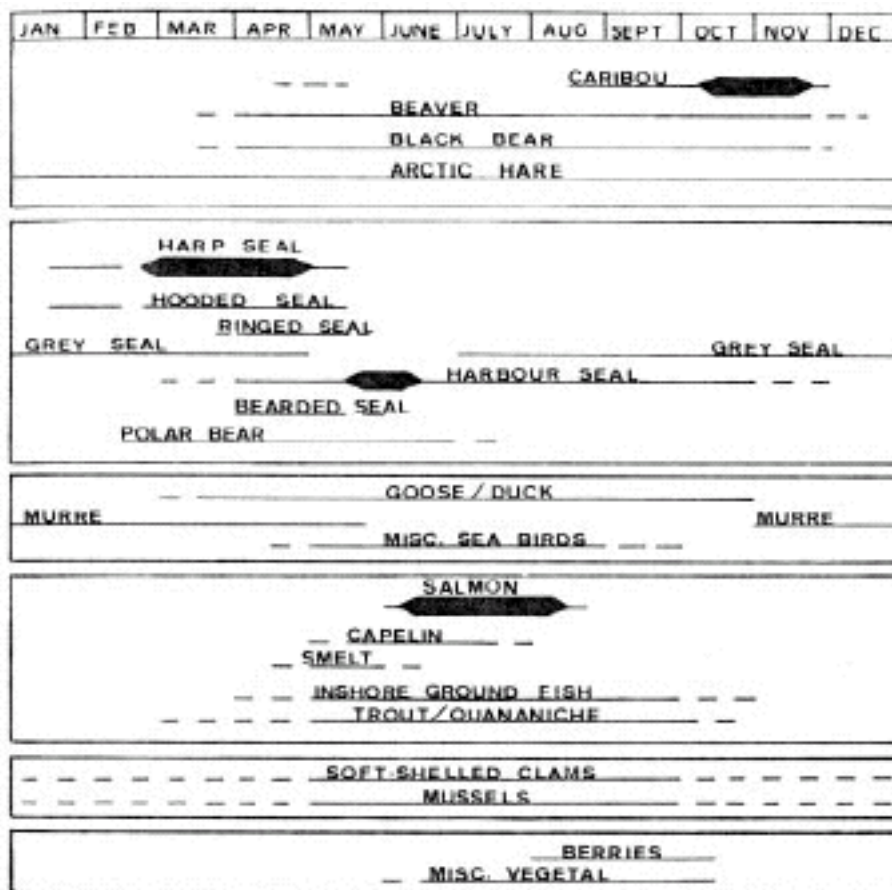 JAN FEB MAR APR MAY JUNE JULY AUG SEPT OCT NOV DEC
CARIBOU
BEAVER
BLACK BEAR
ARCTIC HARE
HARP SEAL
HOODED SEAL
RINGED SEAL
GREY SEAL GREY SEAL
HARBOUR SEAL
BEARDED SEAL
POLAR BEAR
GOOSE/DUCK
MURRE MURRE
MISC. SEA BIRDS
SALMON
CAPELIN
SMELT
INSHORE GROUND FISH
TROUT/OUANANICHE
SOFT-SHELLED CLAMS
MUSSELS
BERRIES
MISC. VEGETAL